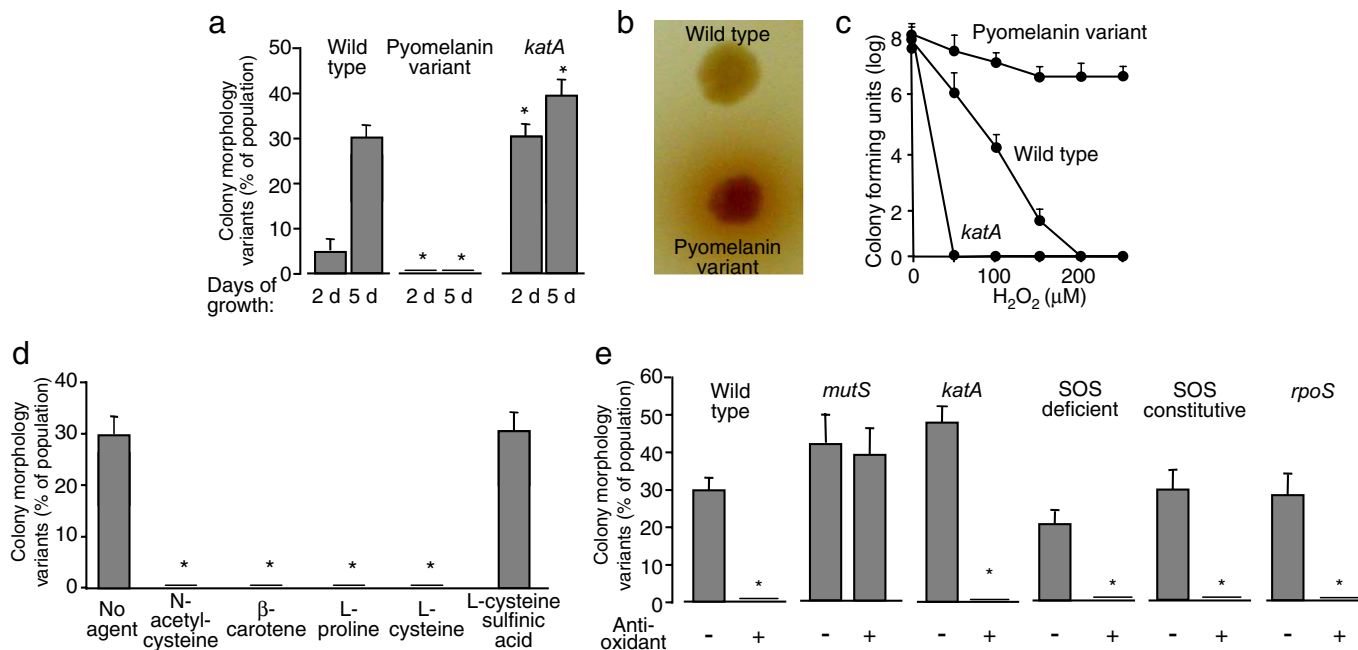 a
Colony morphology
variants (% of population)
50
40
30
20
10
0
Wild
type
Pyomelanin
variant
katA
*
*
*
*
Days of
growth:
2 d
5 d
2 d
5 d
2 d
5 d
b
Wild type
Pyomelanin
variant
c
Colony forming units (log)
8
6
4
2
0
Pyomelanin variant
Wild type
katA
0
100
200
H2O2 (μM)
d
Colony morphology
variants (% of population)
40
30
20
10
0
*
*
*
*
No
agent
N-
acetyl-
cysteine
β-
carotene
L-
proline
L-
cysteine
L-cysteine
sulfinic
acid
e
Colony morphology
variants (% of population)
60
50
40
30
20
10
0
Wild
type
mutS
katA
SOS
deficient
SOS
constitutive
rpoS
*
*
*
*
*
Anti-
oxidant
- + - + - + - + - + - +